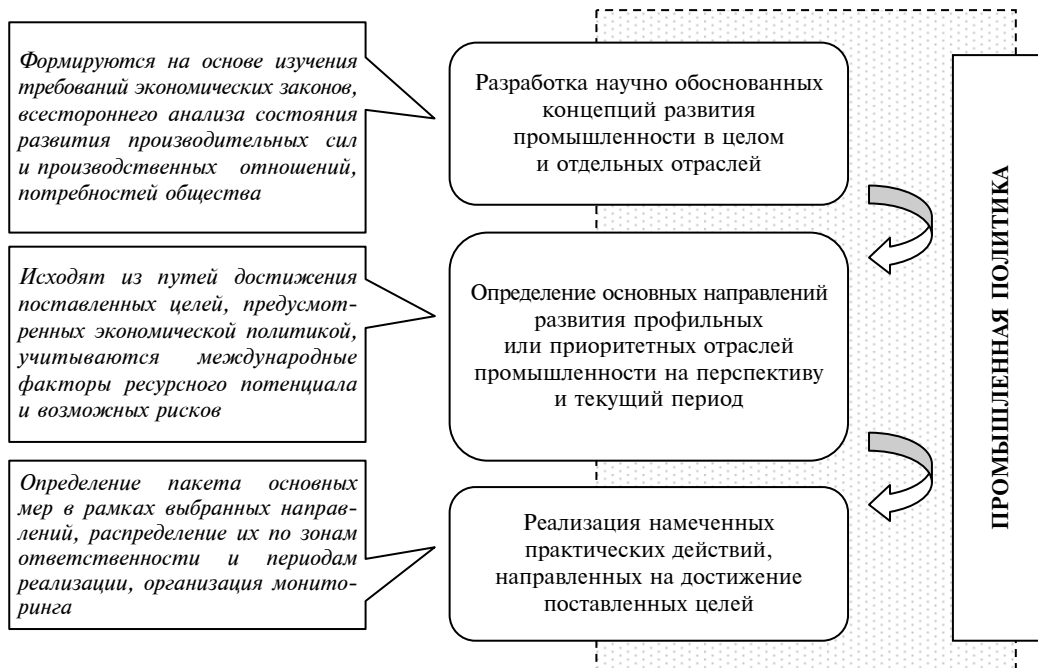 Формируются на основе изучения
требований экономических законов,
всестороннего анализа состояния
развития производительных сил
и производственных отношений,
потребностей общества
Разработка научно обоснованных
концепций развития
промышленности в целом
и отдельных отраслей
Исходят из путей достижения
поставленных целей, предусмот-
ренных экономической политикой,
учитываются международные
факторы ресурсного потенциала
и возможных рисков
Определение основных направлений
развития профильных
или приоритетных отраслей
промышленности на перспективу
и текущий период
Определение пакета основных
мер в рамках выбранных направ-
лений, распределение их по зонам
ответственности и периодам
реализации, организация монито-
ринга
Реализация намеченных
практических действий,
направленных на достижение
поставленных целей
ПРОМЫШЛЕННАЯ ПОЛИТИКА